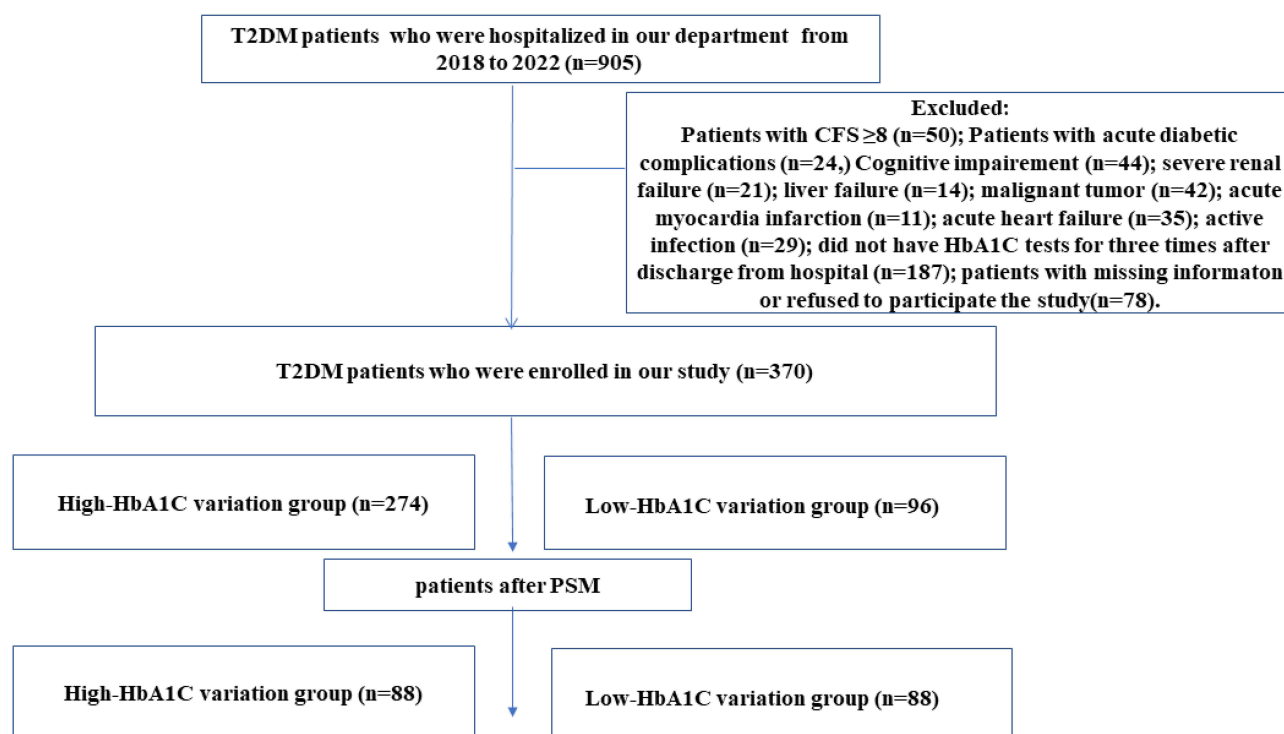 T2DM patients who were hospitalized in our department from
2018 to 2022 (n=905)
Excluded:
Patients with CFS ≥8 (n=50); Patients with acute diabetic
complications (n=24,) Cognitive impairement (n=44); severe renal
failure (n=21); liver failure (n=14); malignant tumor (n=42); acute
myocardia infarction (n=11); acute heart failure (n=35); active
infection (n=29); did not have HbA1C tests for three times after
discharge from hospital (n=187); patients with missing informaton
or refused to participate the study(n=78).
T2DM patients who were enrolled in our study (n=370)
High-HbA1C variation group (n=274)
Low-HbA1C variation group (n=96)
patients after PSM
High-HbA1C variation group (n=88)
Low-HbA1C variation group (n=88)